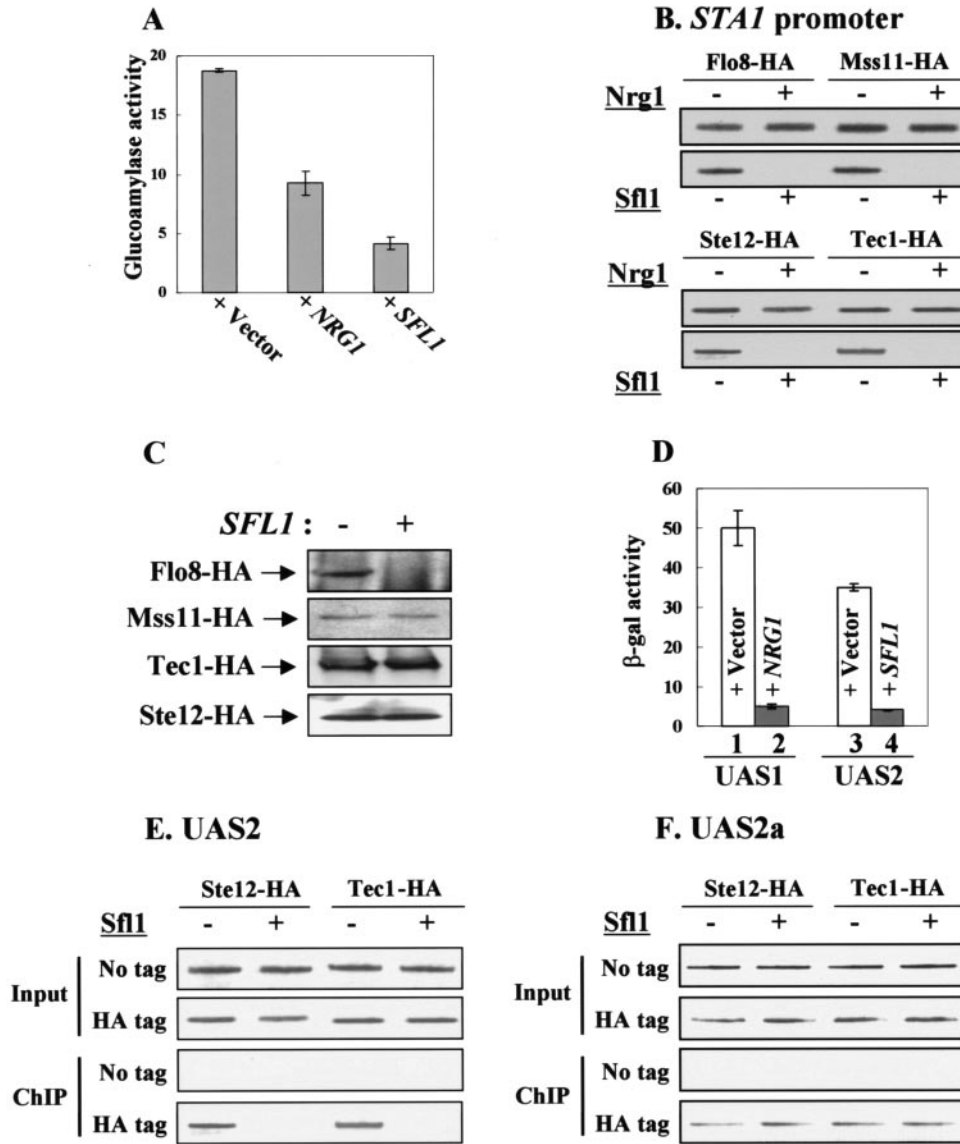 A
Glucoamylase activity
20
15
10
5
0
+ Vector
+ NRG1
+ SFL1
B. STA1 promoter
Flo8-HA Mss11-HA
Nrg1 - + - +
Sfl1 - + - +
Ste12-HA Tec1-HA
Nrg1 - + - +
Sfl1 - + - +
C
SFL1 : - +
Flo8-HA
Mss11-HA
Tec1-HA
Ste12-HA
D
β-gal activity
60
50
40
30
20
10
0
+ Vector
+ NRG1
+ Vector
+ SFL1
1 2 3 4
UAS1 UAS2
E. UAS2
Ste12-HA Tec1-HA
Sfl1 - + - +
Input
No tag
HA tag
ChIP
No tag
HA tag
F. UAS2a
Ste12-HA Tec1-HA
Sfl1 - + - +
Input
No tag
HA tag
ChIP
No tag
HA tag